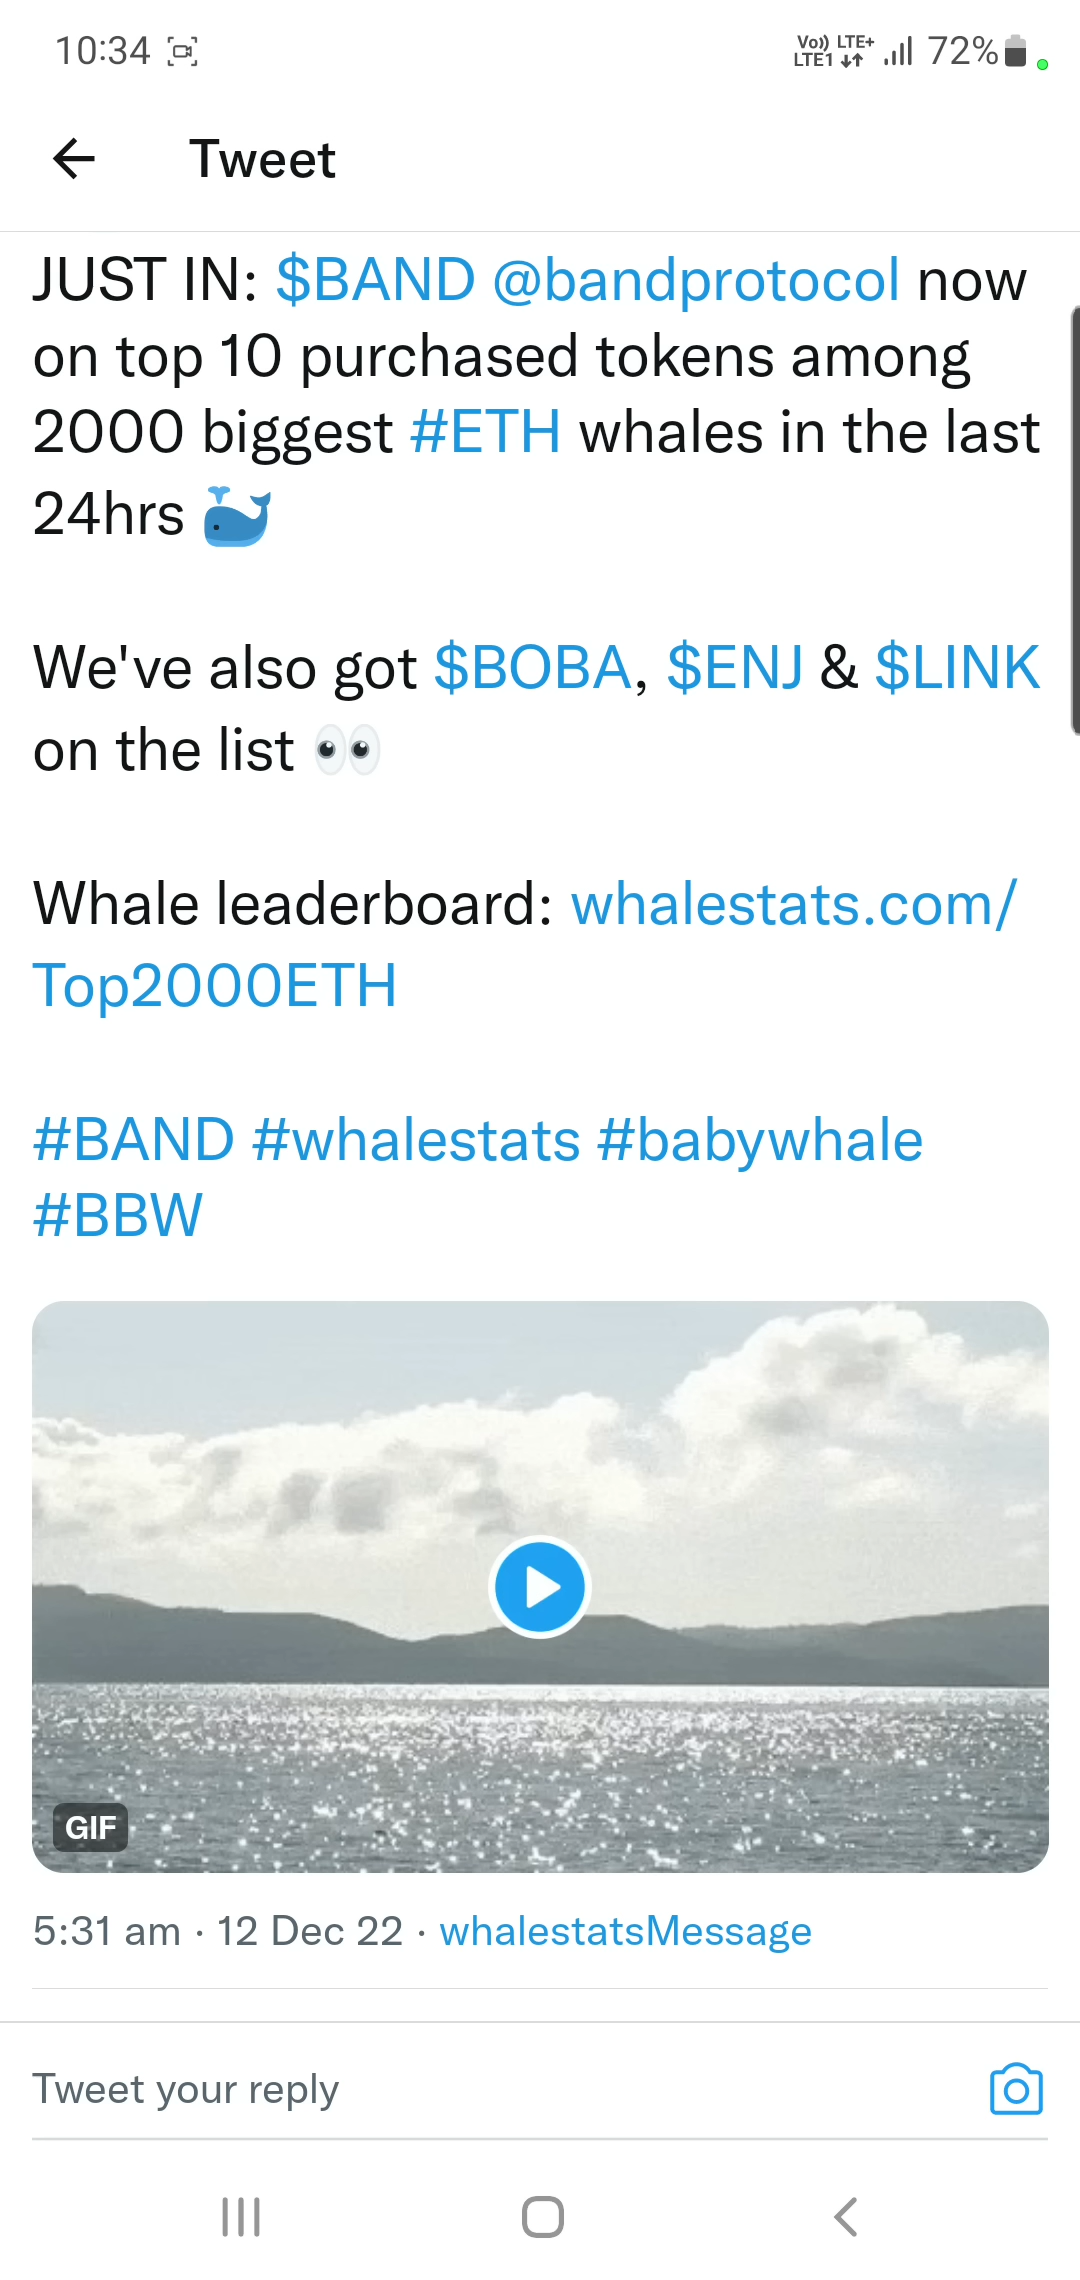 10:34 Vo)) LTE+ LTE1 72%
Tweet
JUST IN: $BAND @bandprotocol now
on top 10 purchased tokens among
2000 biggest #ETH whales in the last
24hrs 🐳
We've also got $BOBA, $ENJ & $LINK
on the list 👀
Whale leaderboard: whalestats.com/
Top2000ETH
#BAND #whalestats #babywhale
#BBW
GIF
5:31 am · 12 Dec 22 · whalestatsMessage
Tweet your reply